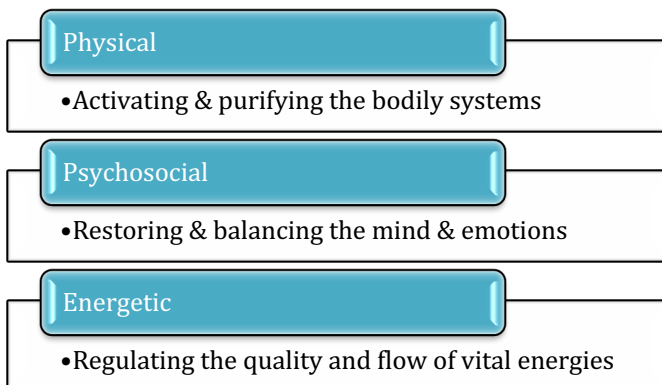 Physical
•Activating & purifying the bodily systems
Psychosocial
•Restoring & balancing the mind & emotions
Energetic
•Regulating the quality and flow of vital energies